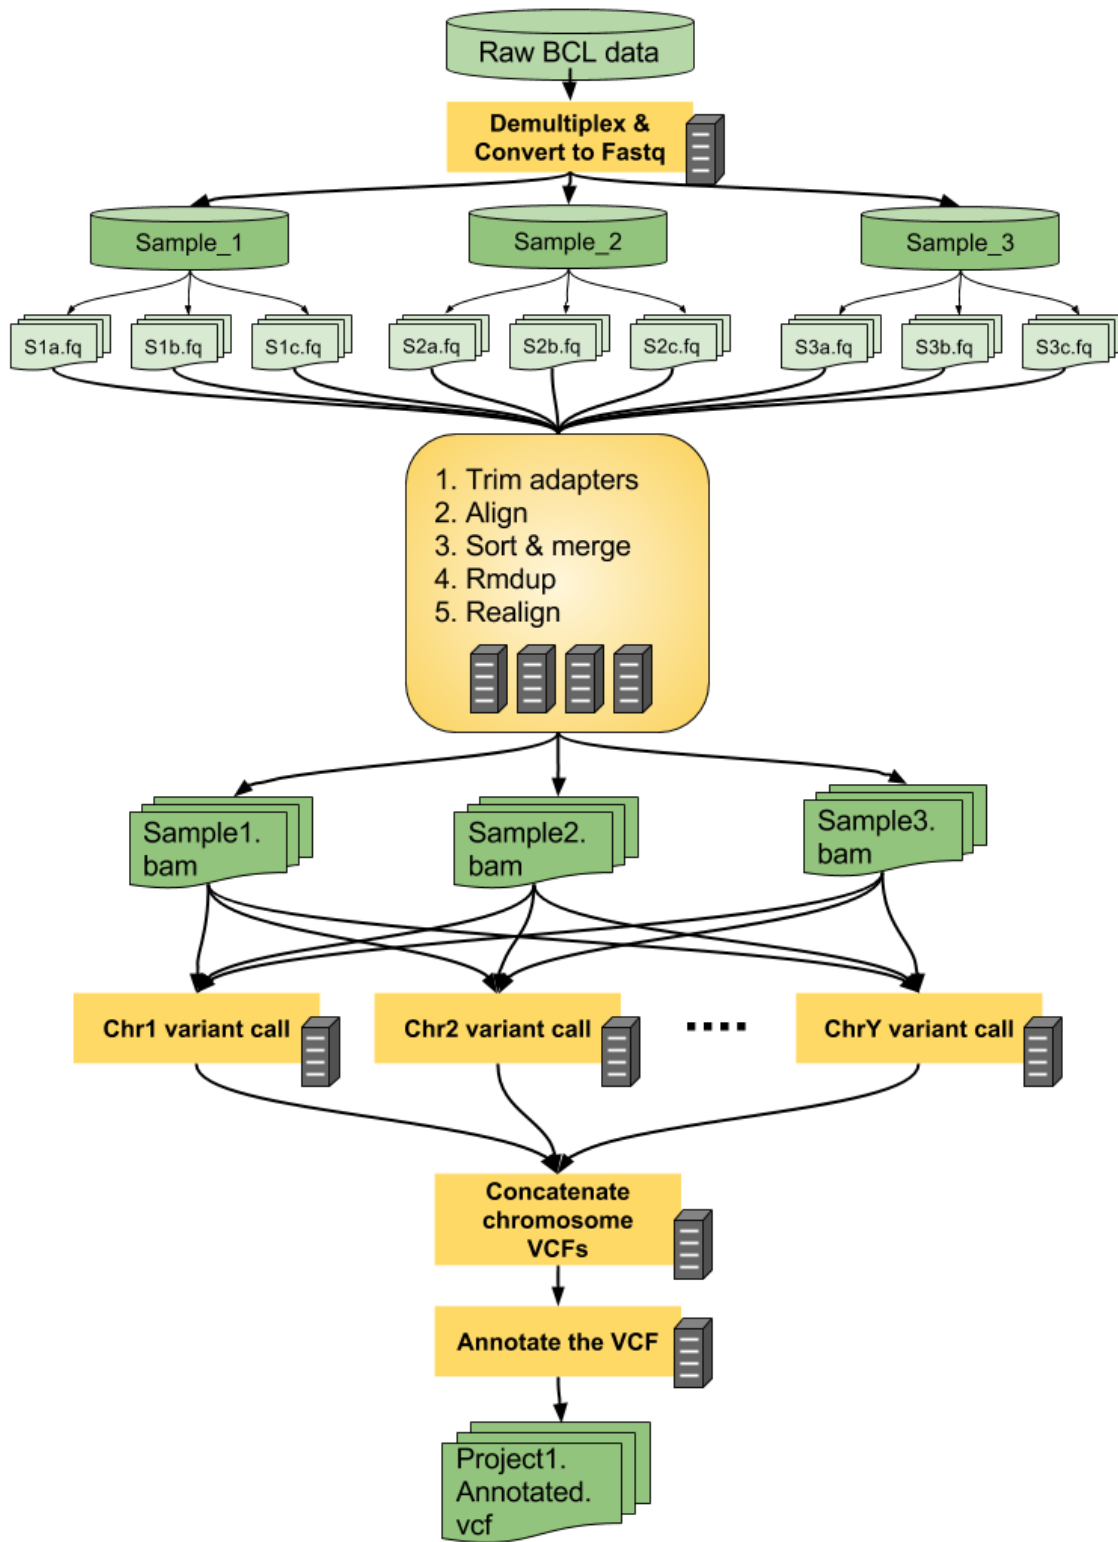 Raw BCL data
Demultiplex &
Convert to Fastq
Sample_1
Sample_2
Sample_3
S1a.fq
S1b.fq
S1c.fq
S2a.fq
S2b.fq
S2c.fq
S3a.fq
S3b.fq
S3c.fq
1. Trim adapters
2. Align
3. Sort & merge
4. Rmdup
5. Realign
Sample1.
bam
Sample2.
bam
Sample3.
bam
Chr1 variant call
Chr2 variant call
....
ChrY variant call
Concatenate
chromosome
VCFs
Annotate the VCF
Project1.
Annotated.
vcf